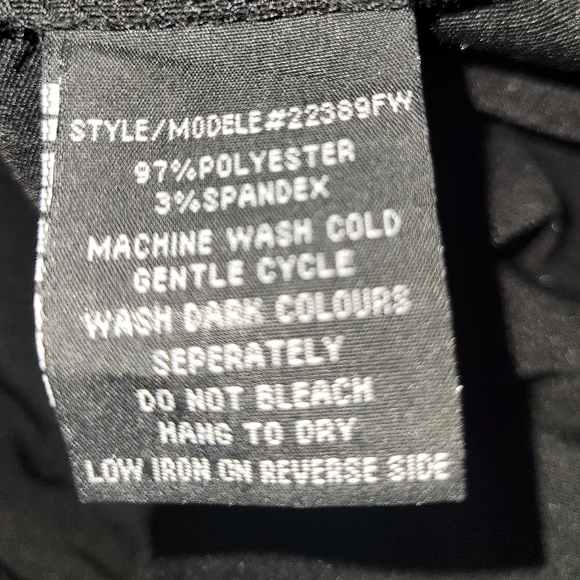 STYLE/MODELE#22389FW
97%POLYESTER
3%SPANDEX
MACHINE WASH COLD
GENTLE CYCLE
WASH DARK COLOURS
SEPERATELY
DO NOT BLEACH
HANG TO DRY
LOW IRON ON REVERSE SIDE